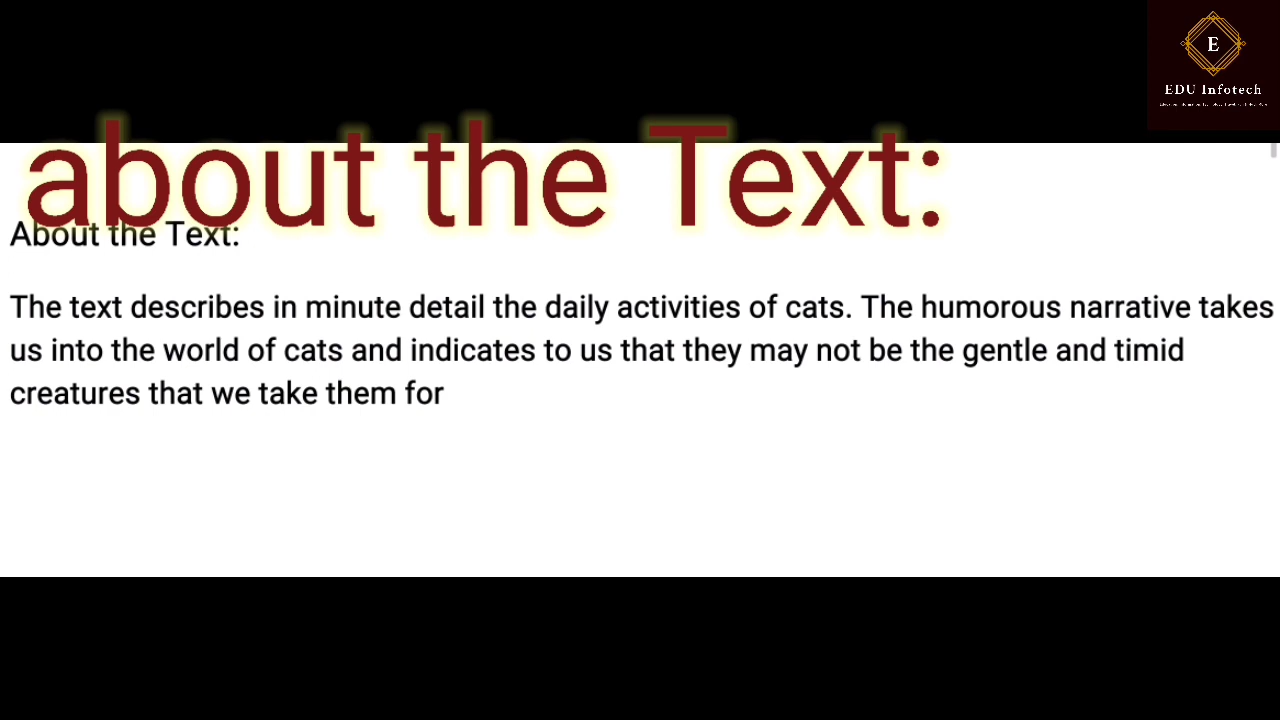 E
EDU Infotech
about the Text:
About the Text:
The text describes in minute detail the daily activities of cats. The humorous narrative takes
us into the world of cats and indicates to us that they may not be the gentle and timid
creatures that we take them for